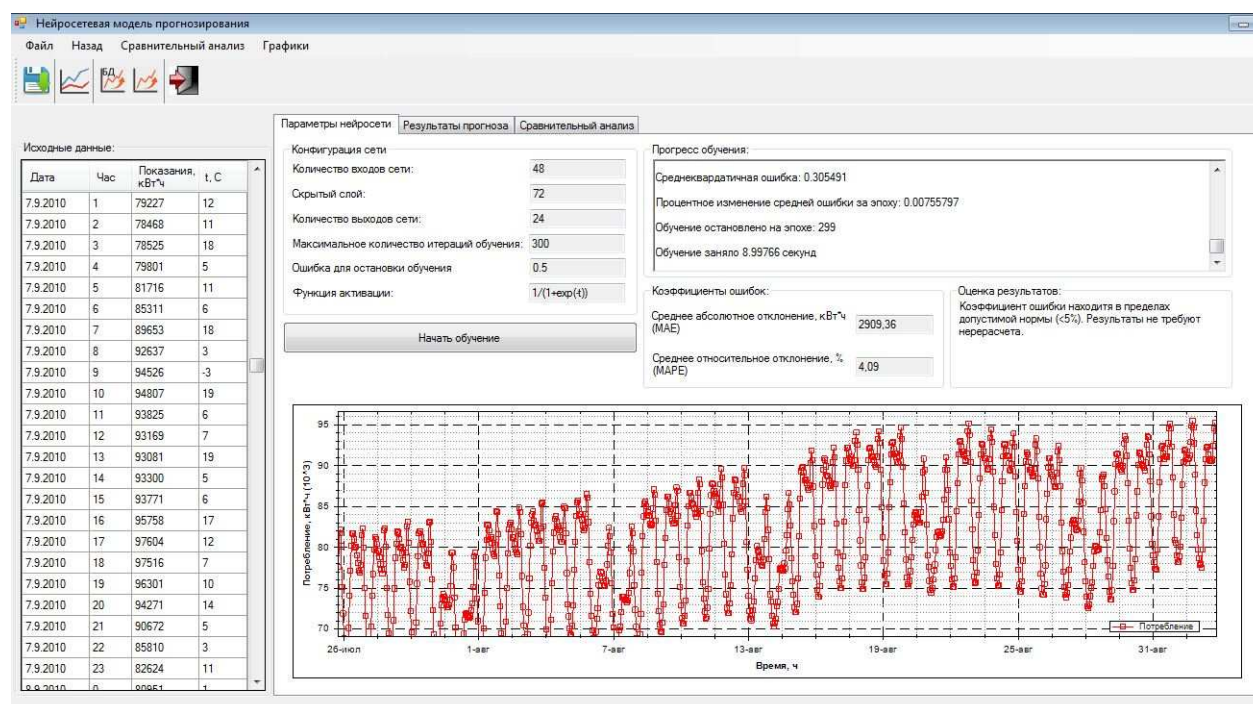 Нейросетевая модель прогнозирования
Файл Назад Сравнительный анализ Графики
БД
Параметры нейросети Результаты прогноза Сравнительный анализ
Исходные данные:
Дата Час Показания, кВт*ч t, C
7.9.2010 1 79227 12
7.9.2010 2 78468 11
7.9.2010 3 78525 18
7.9.2010 4 79801 5
7.9.2010 5 81716 11
7.9.2010 6 85311 6
7.9.2010 7 89653 18
7.9.2010 8 92637 3
7.9.2010 9 94526 -3
7.9.2010 10 94807 19
7.9.2010 11 93825 6
7.9.2010 12 93169 7
7.9.2010 13 93081 19
7.9.2010 14 93300 5
7.9.2010 15 93771 6
7.9.2010 16 95758 17
7.9.2010 17 97604 12
7.9.2010 18 97516 7
7.9.2010 19 96301 10
7.9.2010 20 94271 14
7.9.2010 21 90672 5
7.9.2010 22 85810 3
7.9.2010 23 82624 11
8.9.2010 0 80951 1
Конфигурация сети
Количество входов сети: 48
Скрытый слой: 72
Количество выходов сети: 24
Максимальное количество итераций обучения: 300
Ошибка для остановки обучения 0.5
Функция активации: 1/(1+exp(-t))
Начать обучение
Прогресс обучения:
Среднеквардатичная ошибка: 0.305491
Процентное изменение средней ошибки за эпоху: 0.00755797
Обучение остановлено на эпохе: 299
Обучение заняло 8.99766 секунд
Коэффициенты ошибок:
Среднее абсолютное отклонение, кВт*ч
(MAE)
2909,36
Среднее относительное отклонение, %
(MAPE)
4,09
Оценка результатов:
Коэффициент ошибки находитя в пределах
допустимой нормы (<5%). Результаты не требуют
нерерасчета.
Потребление, кВт*ч (10^3)
95
90
85
80
75
70
Потребление
26-июл 1-авг 7-авг 13-авг 19-авг 25-авг 31-авг
Время, ч